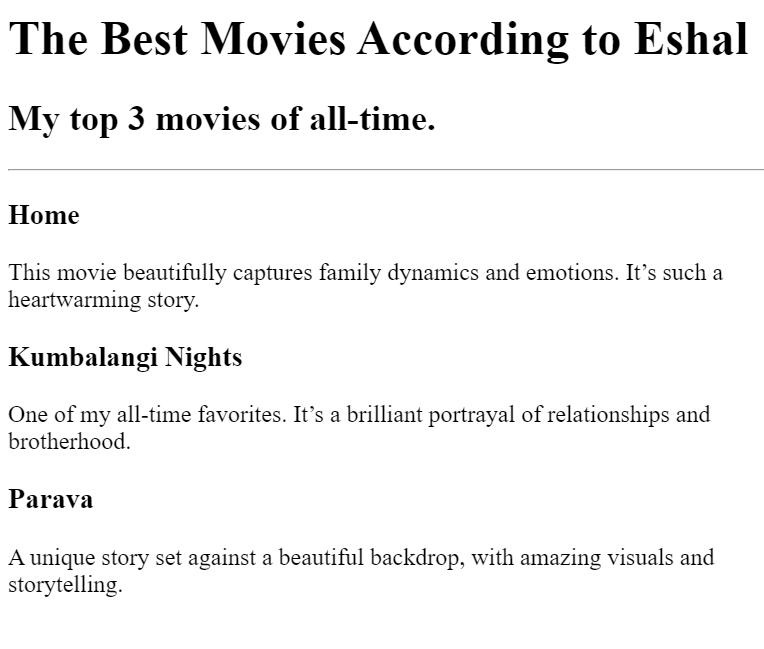 The Best Movies According to Eshal
My top 3 movies of all-time.
Home
This movie beautifully captures family dynamics and emotions. It’s such a
heartwarming story.
Kumbalangi Nights
One of my all-time favorites. It’s a brilliant portrayal of relationships and
brotherhood.
Parava
A unique story set against a beautiful backdrop, with amazing visuals and
storytelling.